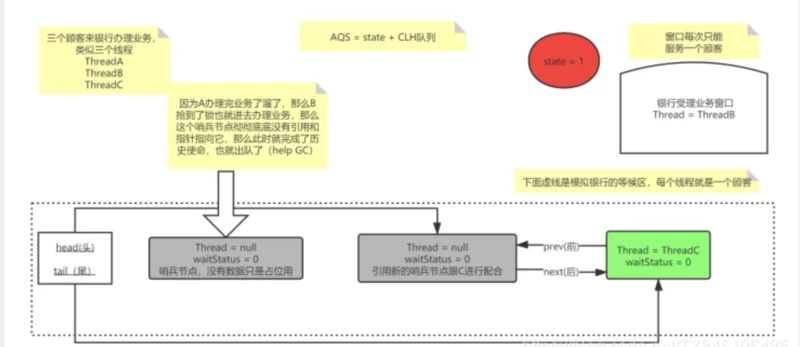 三个顾客来银行办理业务,
类似三个线程
ThreadA
ThreadB
ThreadC
AQS = state + CLH队列
state = 1
窗口每次只能
服务一个顾客
银行受理业务窗口
Thread = ThreadB
因为A办理完业务了溜了,那么B
抢到了锁也就进去办理业务,那么
这个哨兵节点彻彻底底没有引用和
指针指向它,那么此时就完成了历
史使命,也就出队了(help GC)
下面虚线是模拟银行的等候区,每个线程就是一个顾客
head(头)
tail(尾)
Thread = null
waitStatus = 0
哨兵节点,没有数据只是占位用
Thread = null
waitStatus = 0
引用新的哨兵节点跟C进行配合
prev(前)
next(后)
Thread = ThreadC
waitStatus = 0